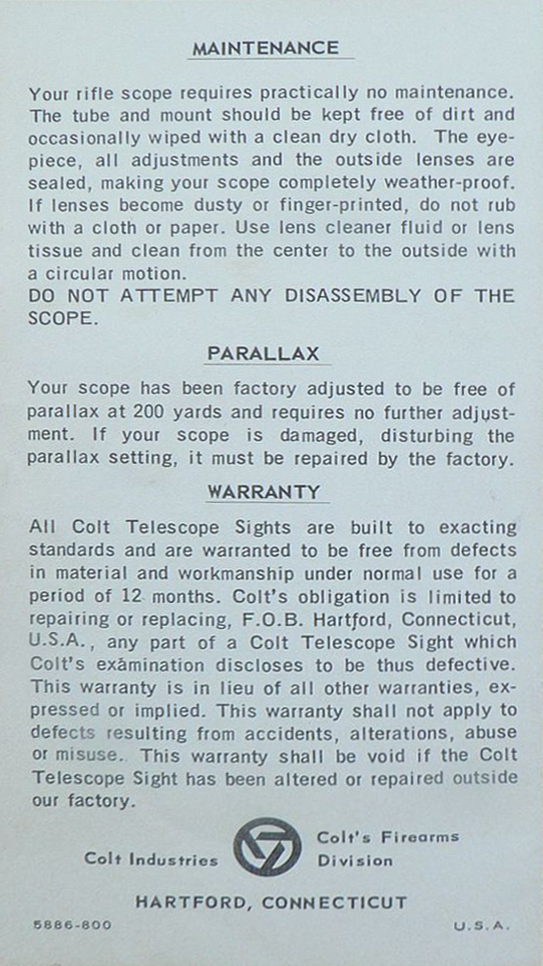 MAINTENANCE
Your rifle scope requires practically no maintenance.
The tube and mount should be kept free of dirt and
occasionally wiped with a clean dry cloth. The eye-
piece, all adjustments and the outside lenses are
sealed, making your scope completely weather-proof.
If lenses become dusty or finger-printed, do not rub
with a cloth or paper. Use lens cleaner fluid or lens
tissue and clean from the center to the outside with
a circular motion.
DO NOT ATTEMPT ANY DISASSEMBLY OF THE
SCOPE.
PARALLAX
Your scope has been factory adjusted to be free of
parallax at 200 yards and requires no further adjust-
ment. If your scope is damaged, disturbing the
parallax setting, it must be repaired by the factory.
WARRANTY
All Colt Telescope Sights are built to exacting
standards and are warranted to be free from defects
in material and workmanship under normal use for a
period of 12 months. Colt's obligation is limited to
repairing or replacing, F.O.B. Hartford, Connecticut,
U.S.A., any part of a Colt Telescope Sight which
Colt's examination discloses to be thus defective.
This warranty is in lieu of all other warranties, ex-
pressed or implied. This warranty shall not apply to
defects resulting from accidents, alterations, abuse
or misuse. This warranty shall be void if the Colt
Telescope Sight has been altered or repaired outside
our factory.
Colt Industries
Colt's Firearms
Division
HARTFORD, CONNECTICUT
5886-800
U.S.A.